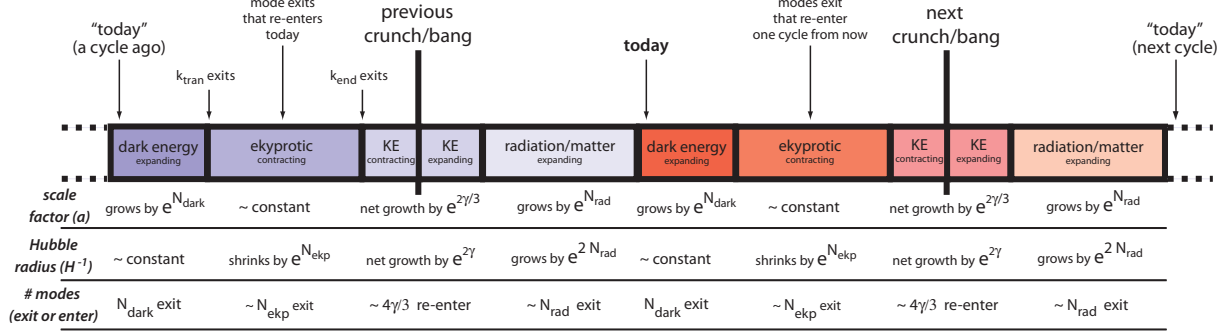 mode exits
that re-enters
today
modes exit
that re-enter
one cycle from now
"today"
(a cycle ago)
previous
crunch/bang
today
next
crunch/bang
"today"
(next cycle)
k_tran exits
k_end exits
dark energy
expanding
ekyprotic
contracting
KE
contracting
KE
expanding
radiation/matter
expanding
dark energy
expanding
ekyprotic
contracting
KE
contracting
KE
expanding
radiation/matter
expanding
scale
factor (a)
grows by e^{N_dark}
~ constant
net growth by e^{2γ/3}
grows by e^{N_rad}
grows by e^{N_dark}
~ constant
net growth by e^{2γ/3}
grows by e^{N_rad}
Hubble
radius (H^{-1})
~ constant
shrinks by e^{N_ekp}
net growth by e^{2γ}
grows by e^{2 N_rad}
~ constant
shrinks by e^{N_ekp}
net growth by e^{2γ}
grows by e^{2 N_rad}
# modes
(exit or enter)
N_dark exit
~ N_ekp exit
~ 4γ/3 re-enter
~ N_rad exit
N_dark exit
~ N_ekp exit
~ 4γ/3 re-enter
~ N_rad exit